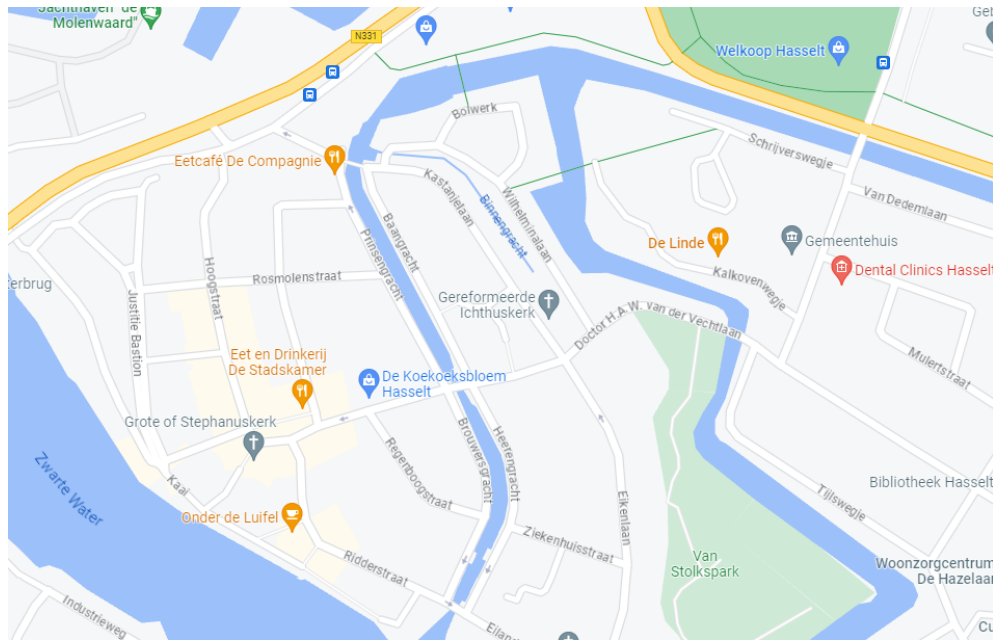 Jachthaven "de
Molenwaard"
N331
Welkoop Hasselt
Bolwerk
Schrijverswegje
Eetcafé De Compagnie
Kastanjelaan
Binnengracht
Wilhelminalaan
Van Dedemlaan
De Linde
Gemeentehuis
Baangracht
Prinsengracht
Hoogstraat
Rosmolenstraat
Justitie Bastion
Kalkovenwegje
Dental Clinics Hasselt
Gereformeerde
Ichthuskerk
Doctor H.A.W. van der Vechtlaan
Mulertstraat
Eet en Drinkerij
De Stadskamer
De Koekoeksbloem
Hasselt
Grote of Stephanuskerk
Zwarte Water
Kaai
Regenboogstraat
Brouwersgracht
Heerengracht
Eikenlaan
Tijlswegje
Bibliotheek Hasselt
Onder de Luifel
Ziekenhuisstraat
Ridderstraat
Van
Stolkspark
Woonzorgcentrum
De Hazelaar
Industrieweg
Eiland